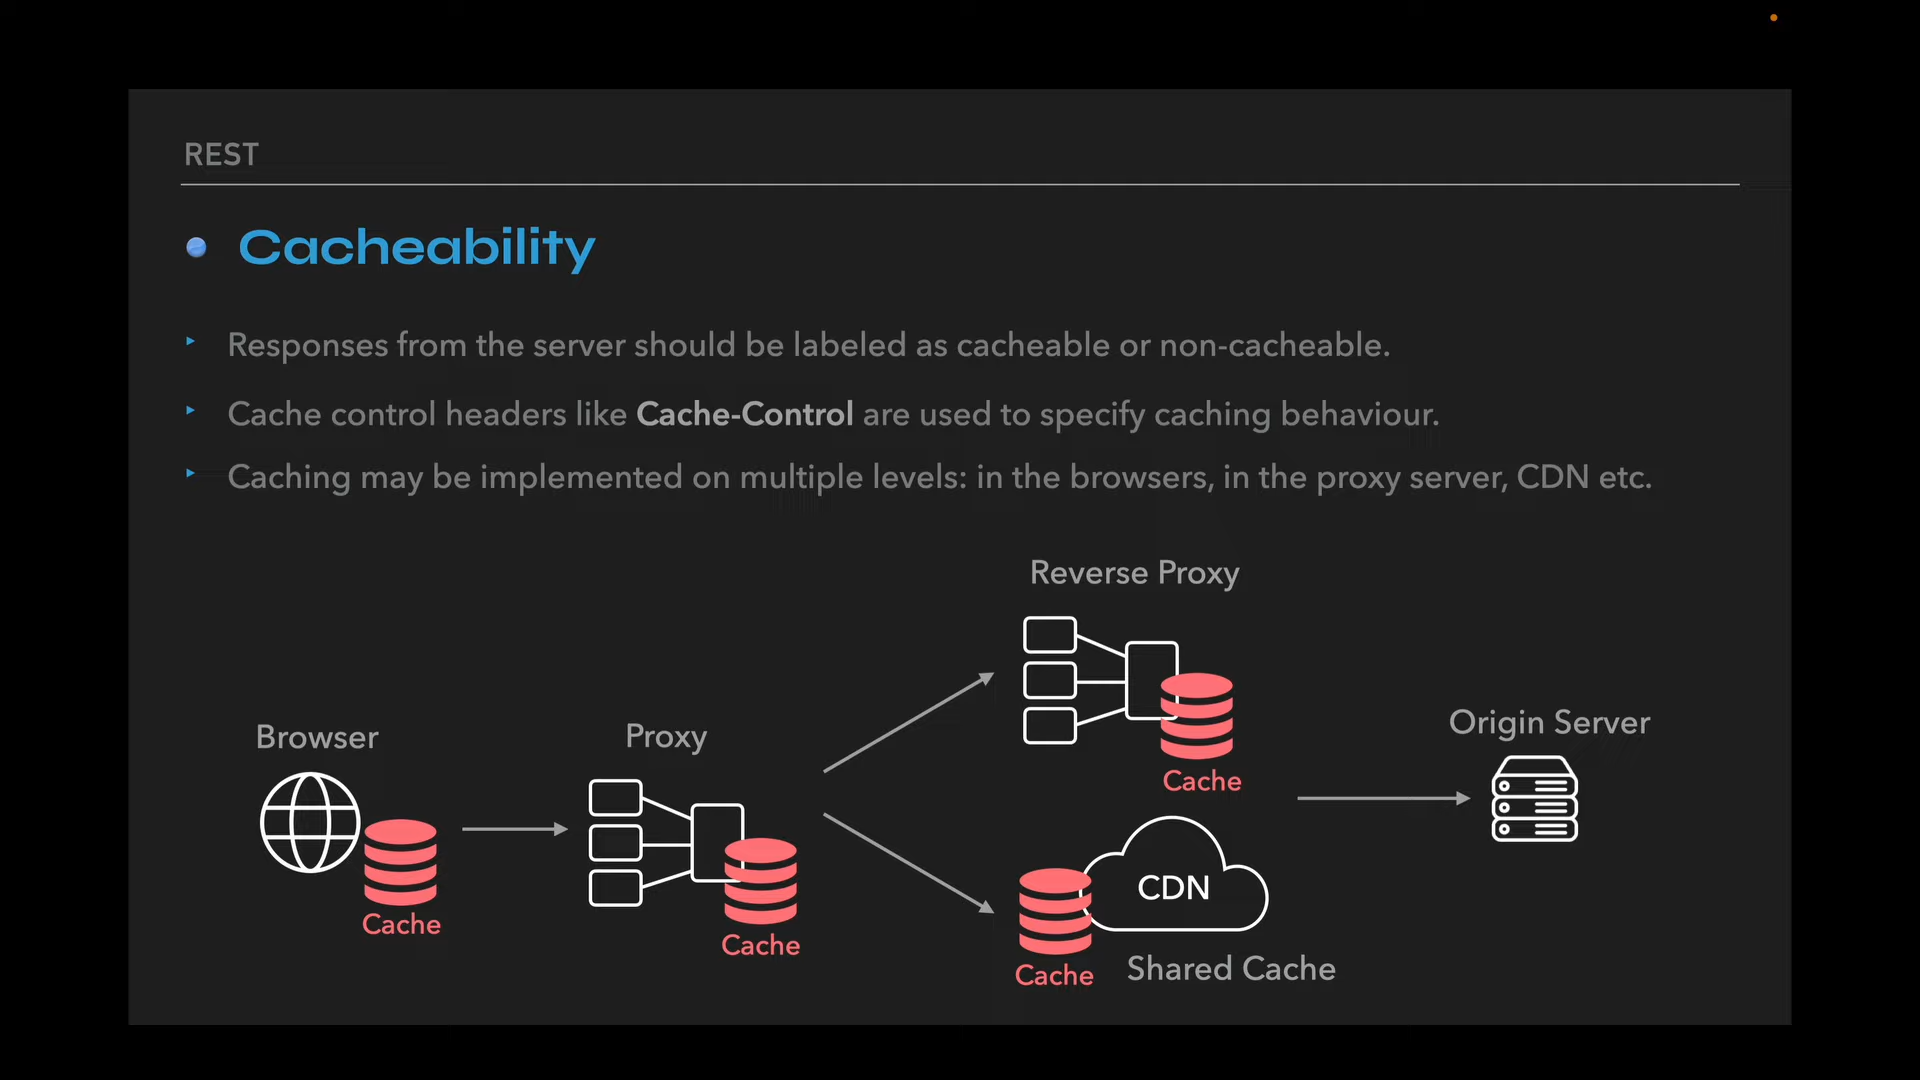 REST
Cacheability
Responses from the server should be labeled as cacheable or non-cacheable.
Cache control headers like Cache-Control are used to specify caching behaviour.
Caching may be implemented on multiple levels: in the browsers, in the proxy server, CDN etc.
Browser
Cache
Proxy
Cache
Reverse Proxy
Cache
CDN
Cache
Shared Cache
Origin Server